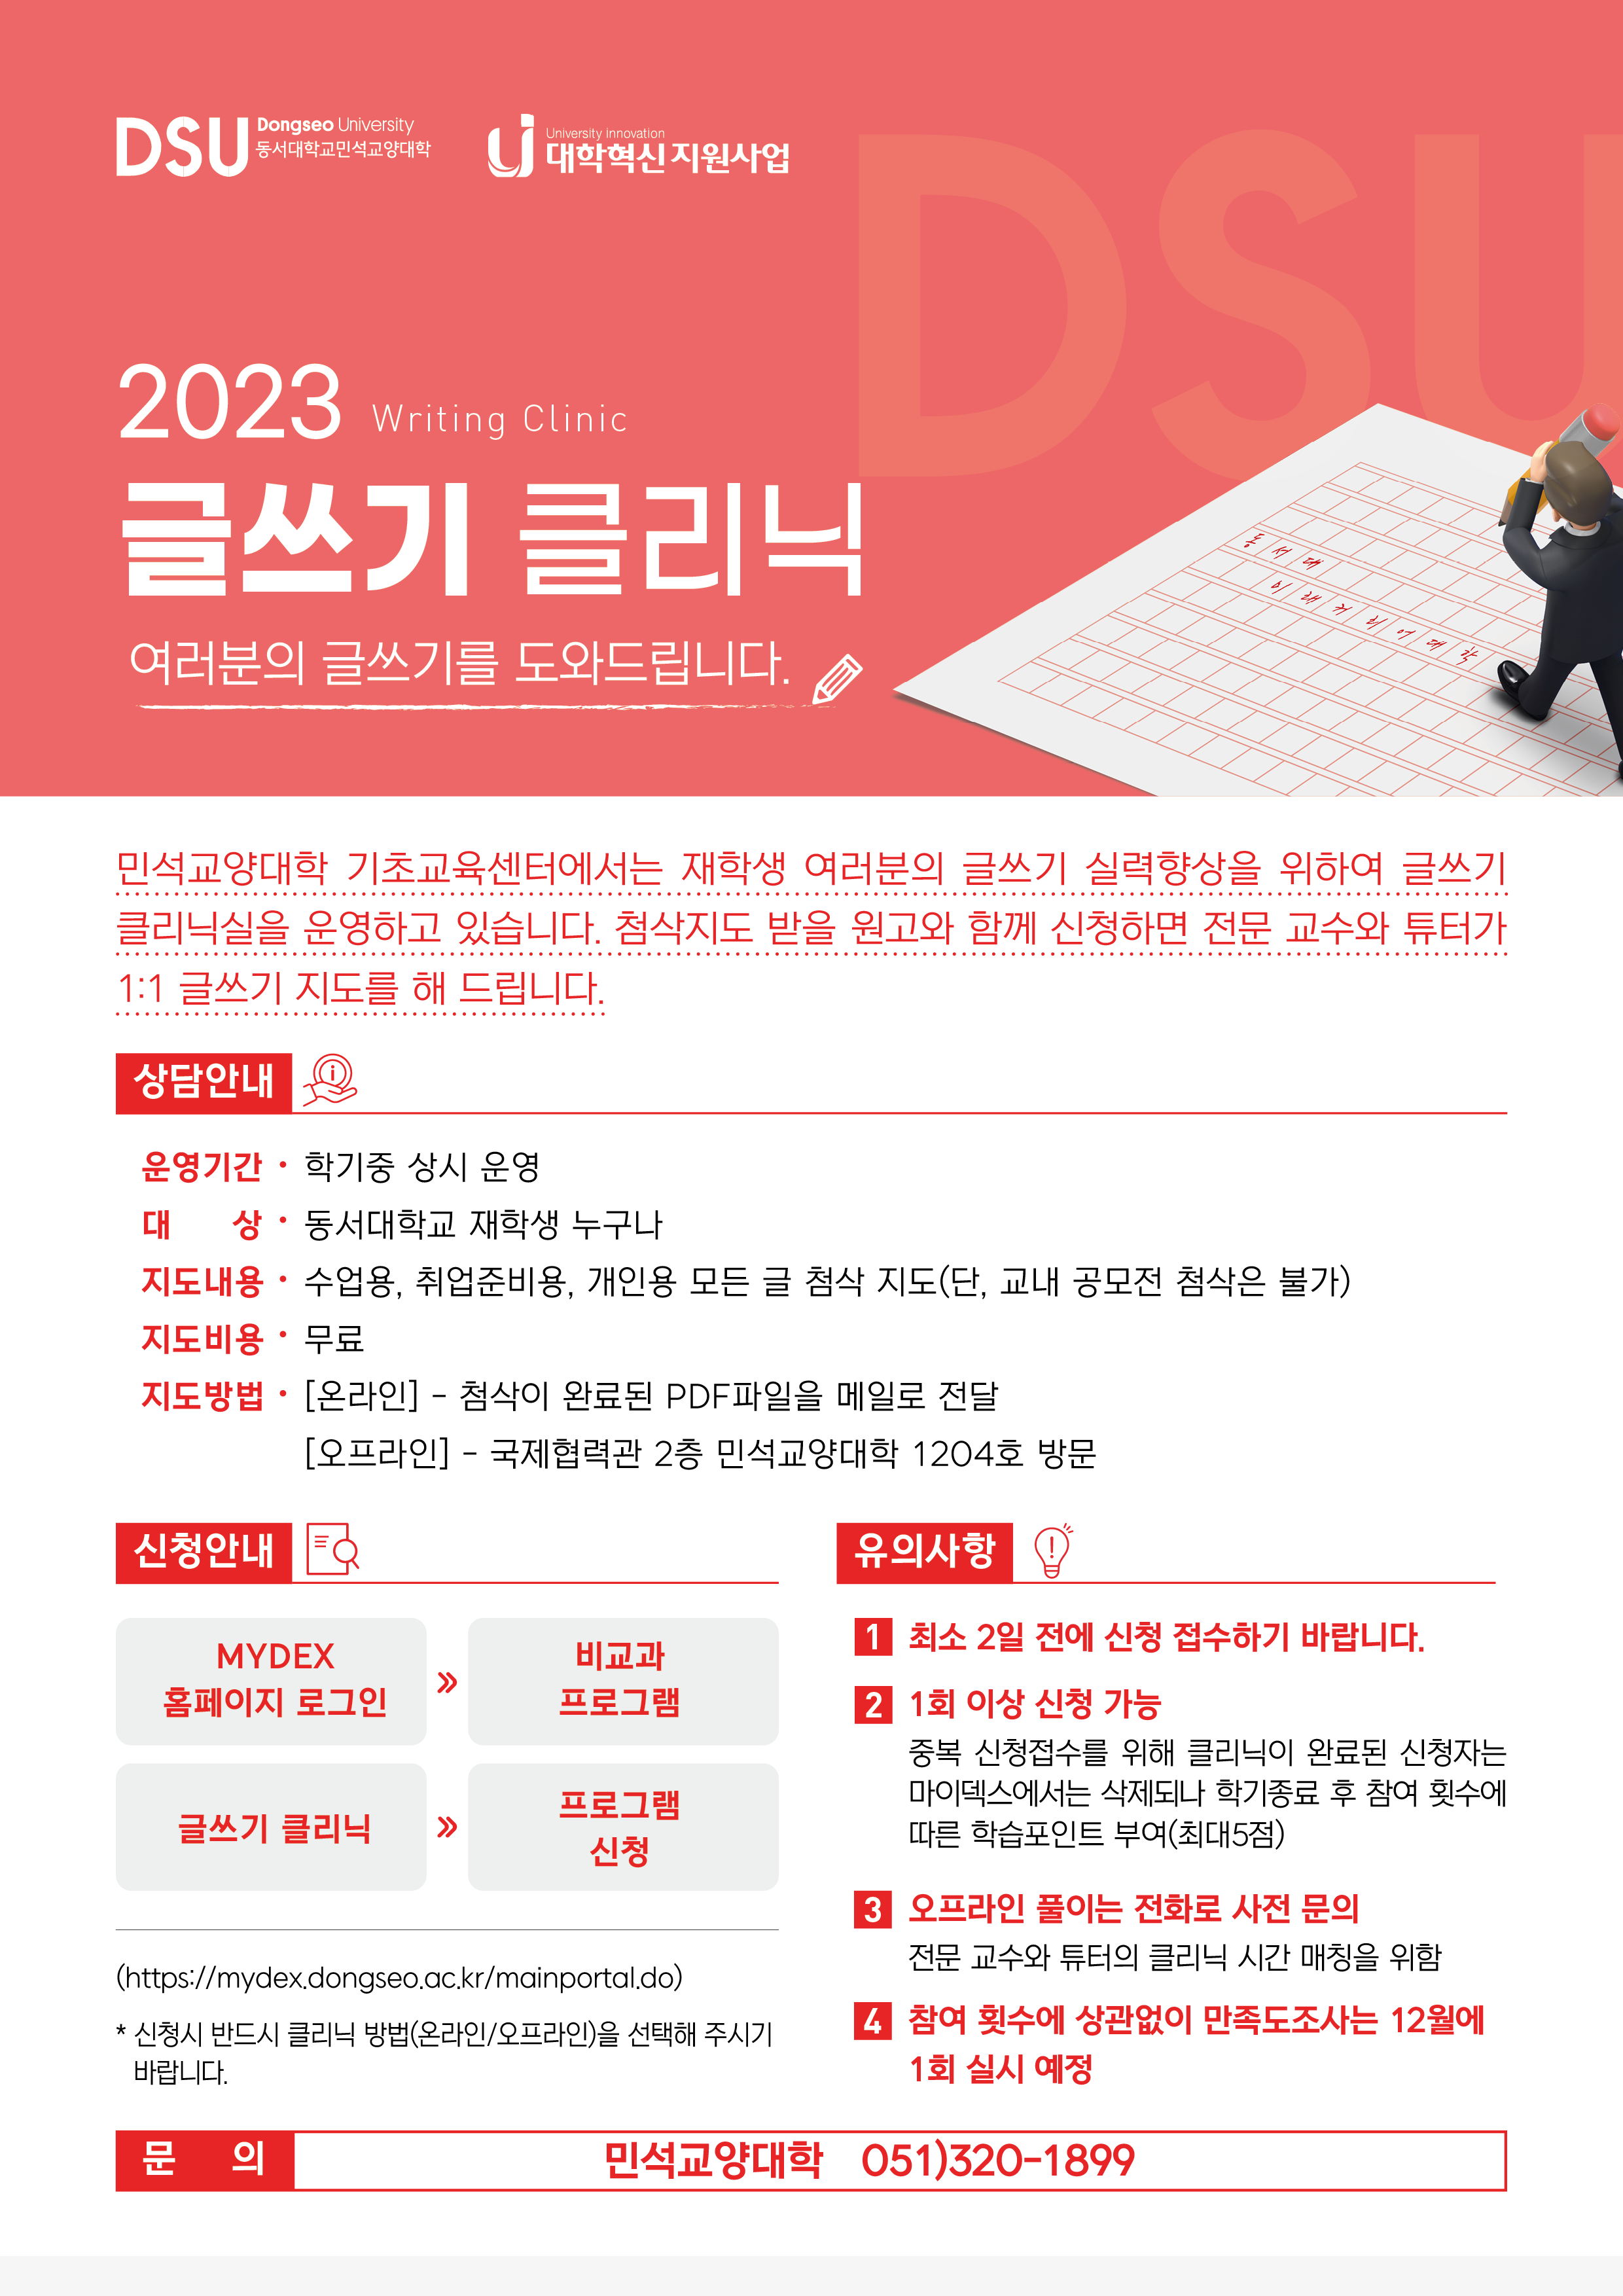 DSU Dongseo University
동서대학교민석교양대학
University Innovation
대학혁신지원사업
DSU
2023 Writing Clinic
글쓰기 클리닉
여러분의 글쓰기를 도와드립니다.
동서대
미래커리어대학
민석교양대학 기초교육센터에서는 재학생 여러분의 글쓰기 실력향상을 위하여 글쓰기
클리닉실을 운영하고 있습니다. 첨삭지도 받을 원고와 함께 신청하면 전문 교수와 튜터가
1:1 글쓰기 지도를 해 드립니다.
상담안내
운영기간 · 학기중 상시 운영
대 상 · 동서대학교 재학생 누구나
지도내용 · 수업용, 취업준비용, 개인용 모든 글 첨삭 지도(단, 교내 공모전 첨삭은 불가)
지도비용 · 무료
지도방법 · [온라인] - 첨삭이 완료된 PDF파일을 메일로 전달
[오프라인] - 국제협력관 2층 민석교양대학 1204호 방문
신청안내
MYDEX
홈페이지 로그인
»
비교과
프로그램
글쓰기 클리닉
»
프로그램
신청
(https://mydex.dongseo.ac.kr/mainportal.do)
* 신청시 반드시 클리닉 방법(온라인/오프라인)을 선택해 주시기
바랍니다.
유의사항
1 최소 2일 전에 신청 접수하기 바랍니다.
2 1회 이상 신청 가능
중복 신청접수를 위해 클리닉이 완료된 신청자는
마이덱스에서는 삭제되나 학기종료 후 참여 횟수에
따른 학습포인트 부여(최대5점)
3 오프라인 풀이는 전화로 사전 문의
전문 교수와 튜터의 클리닉 시간 매칭을 위함
4 참여 횟수에 상관없이 만족도조사는 12월에
1회 실시 예정
문 의 민석교양대학 051)320-1899